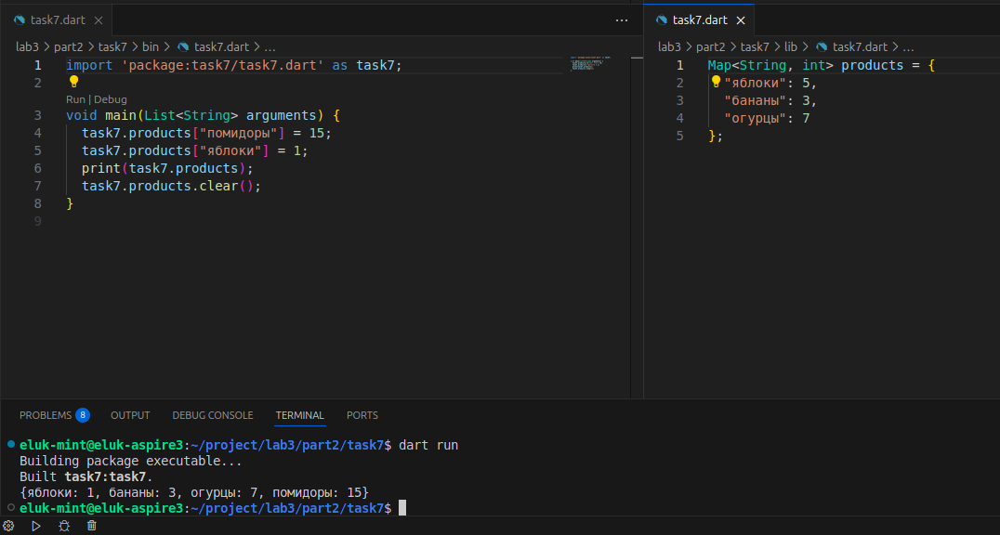 task7.dart
lab3 > part2 > task7 > bin > task7.dart > ...
1 import 'package:task7/task7.dart' as task7;
2
Run | Debug
3 void main(List<String> arguments) {
4 task7.products["помидоры"] = 15;
5 task7.products["яблоки"] = 1;
6 print(task7.products);
7 task7.products.clear();
8 }
9
task7.dart
lab3 > part2 > task7 > lib > task7.dart > ...
1 Map<String, int> products = {
2 "яблоки": 5,
3 "бананы": 3,
4 "огурцы": 7
5 };
PROBLEMS 8 OUTPUT DEBUG CONSOLE TERMINAL PORTS
eluk-mint@eluk-aspire3:~/project/lab3/part2/task7$ dart run
Building package executable...
Built task7:task7.
{яблоки: 1, бананы: 3, огурцы: 7, помидоры: 15}
eluk-mint@eluk-aspire3:~/project/lab3/part2/task7$